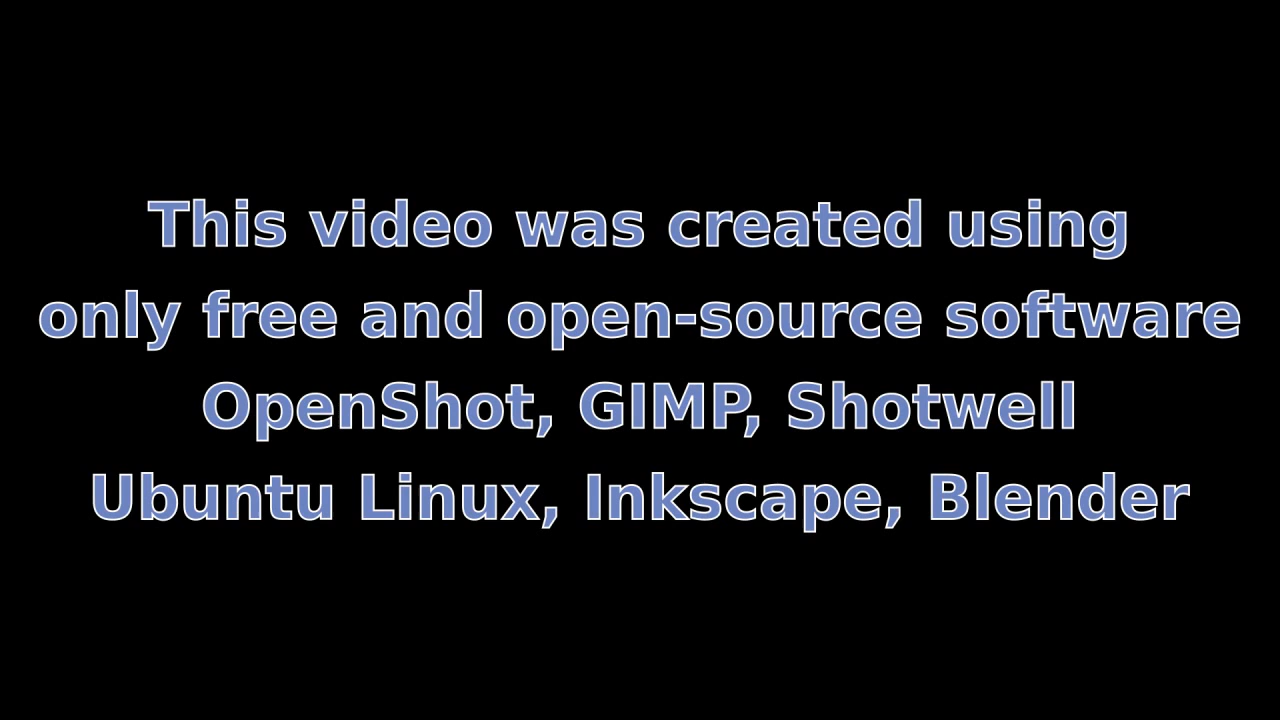 This video was created using
only free and open-source software
OpenShot, GIMP, Shotwell
Ubuntu Linux, Inkscape, Blender